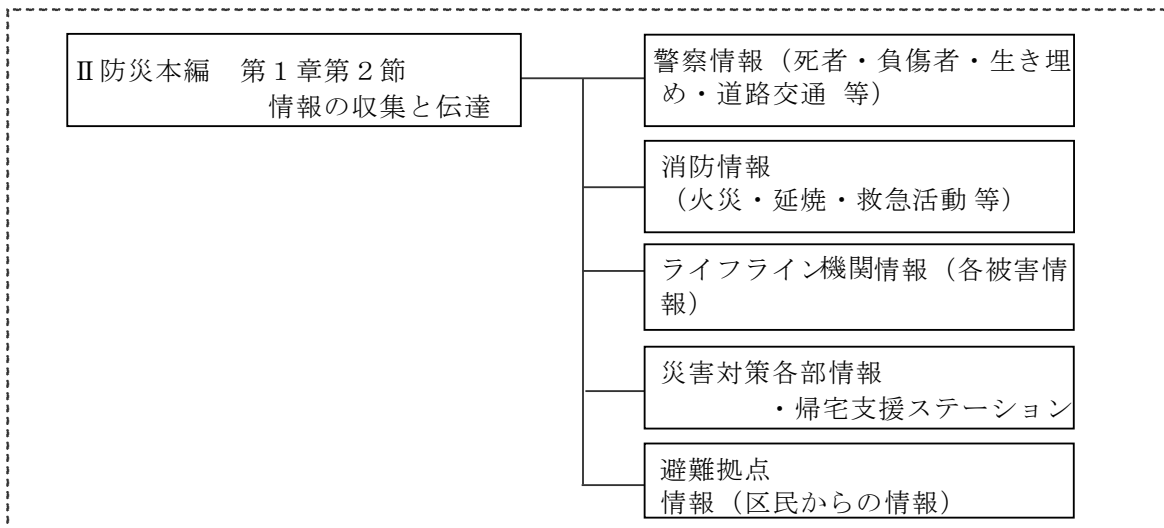 Ⅱ防災本編　第1章第2節
情報の収集と伝達
警察情報（死者・負傷者・生き埋
め・道路交通 等）
消防情報
（火災・延焼・救急活動 等）
ライフライン機関情報（各被害情
報）
災害対策各部情報
・帰宅支援ステーション
避難拠点
情報（区民からの情報）